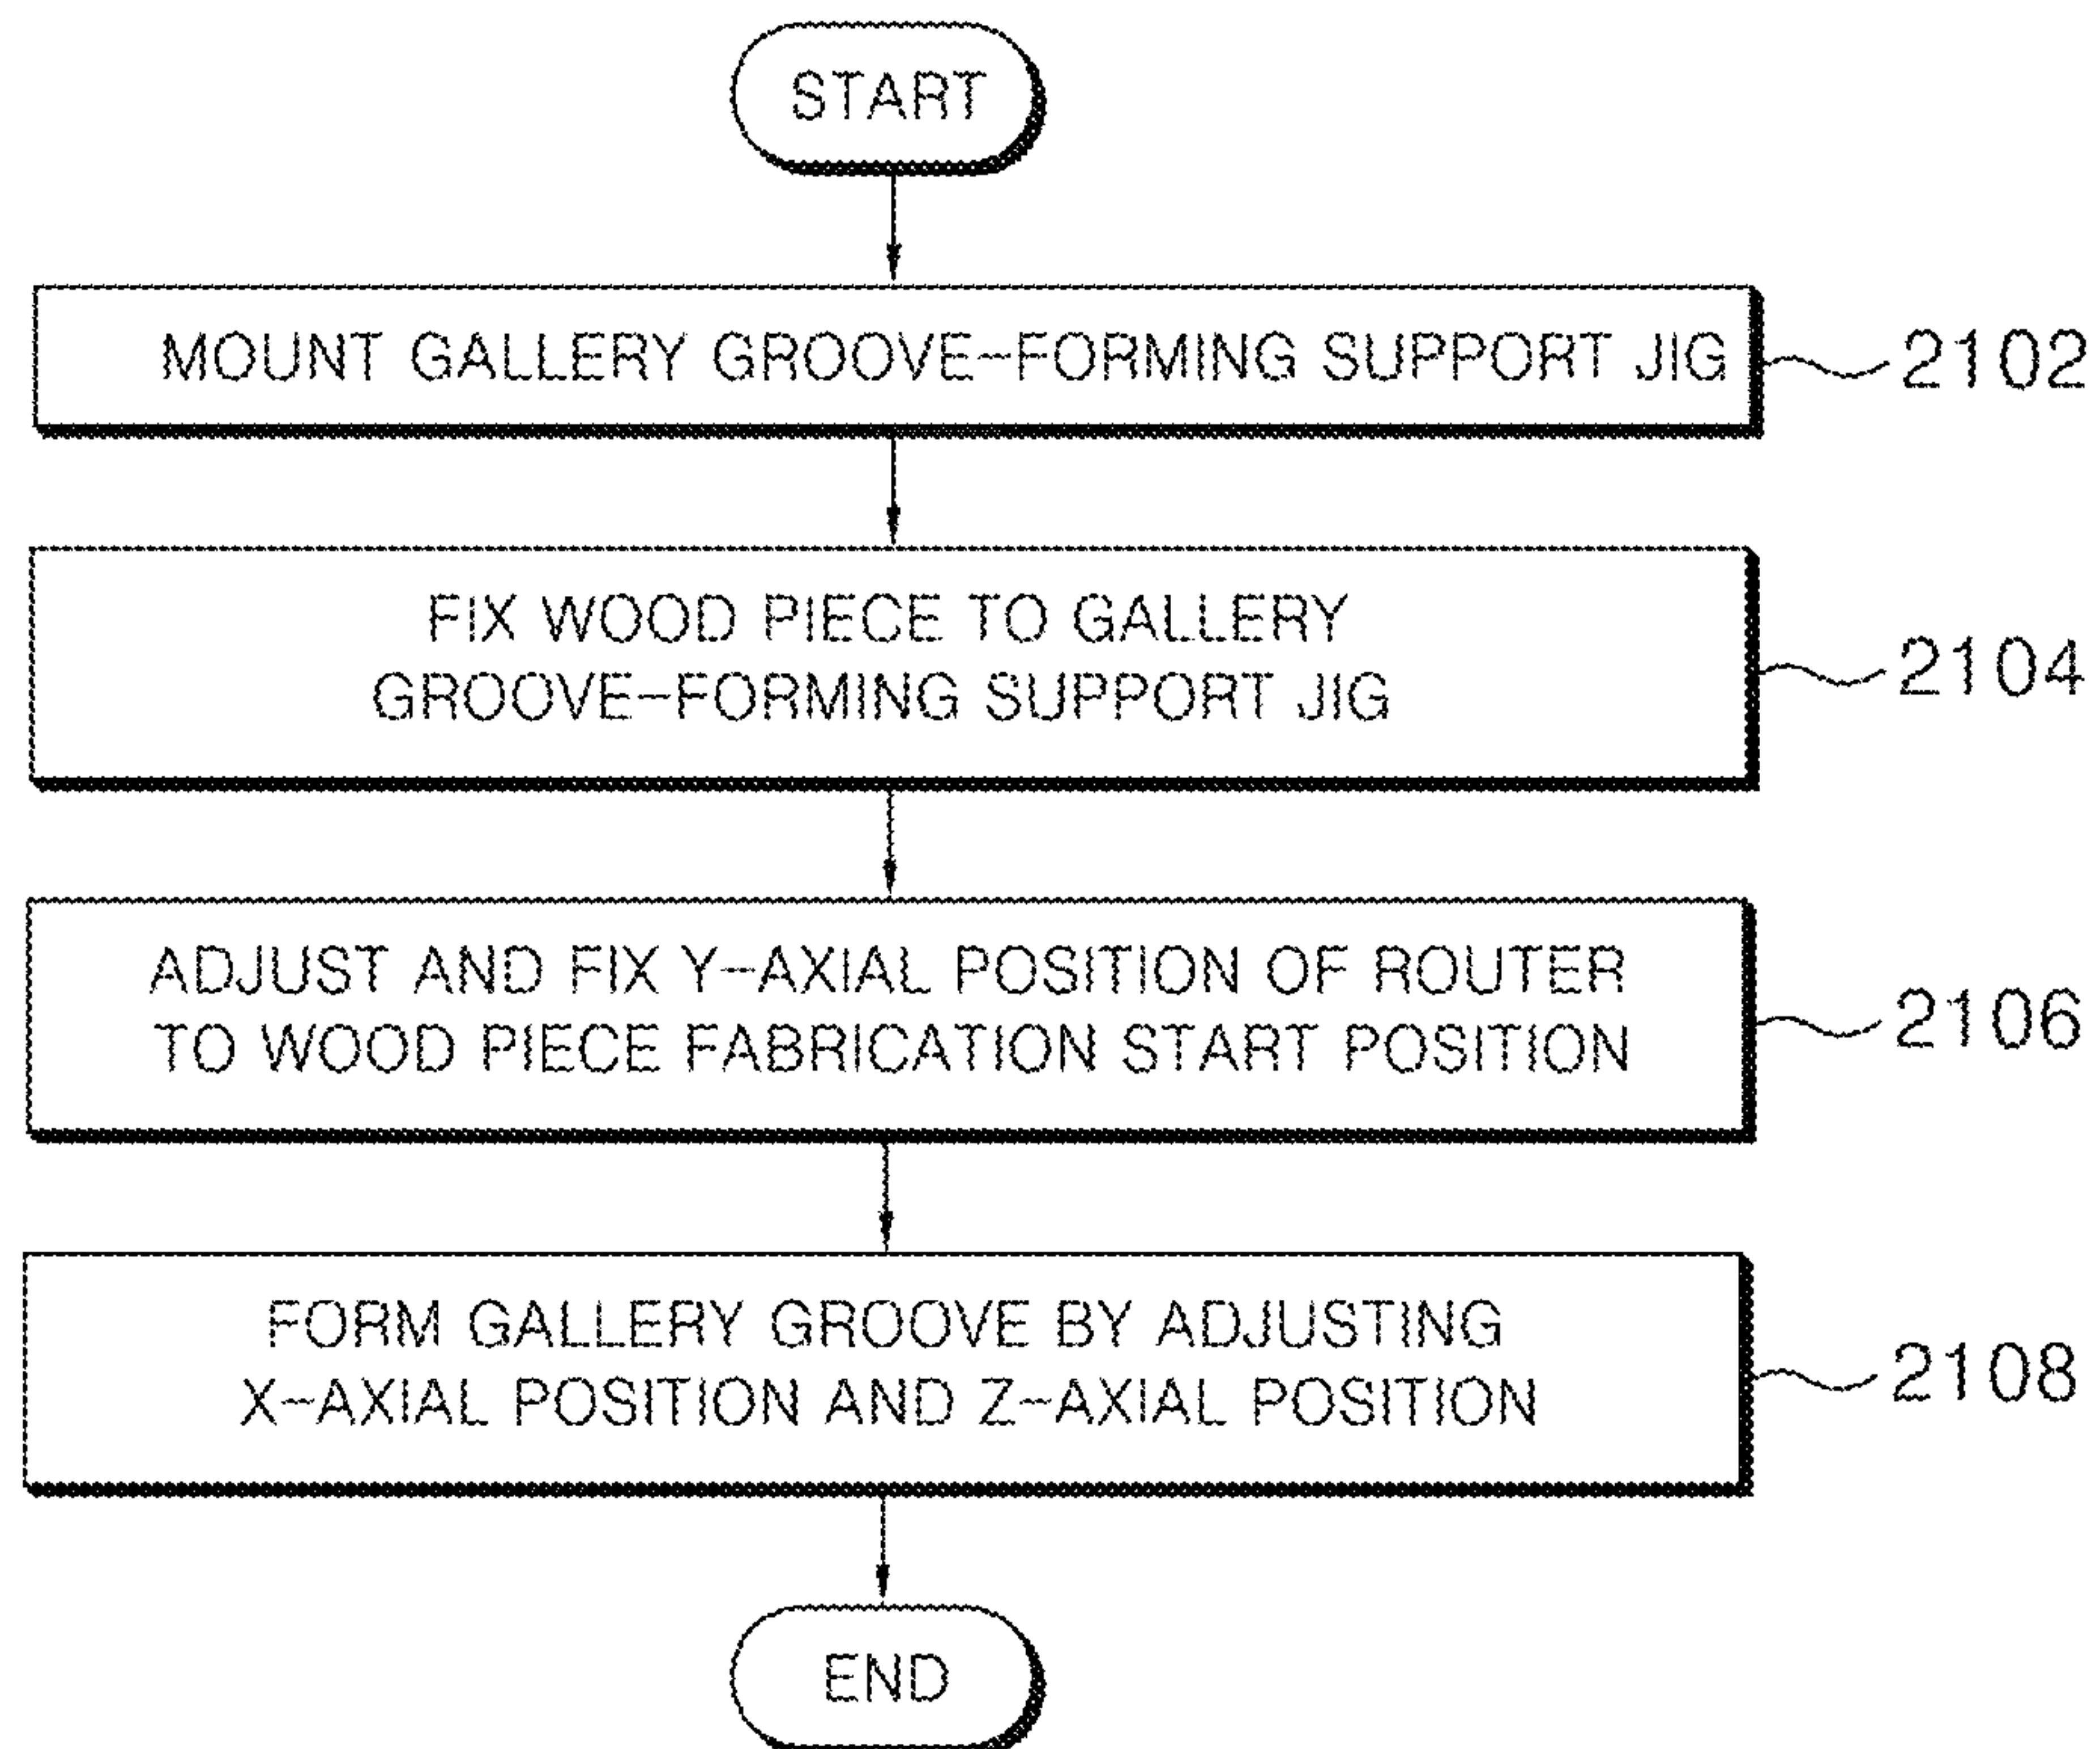 START
MOUNT GALLERY GROOVE-FORMING SUPPORT JIG
2102
FIX WOOD PIECE TO GALLERY
GROOVE-FORMING SUPPORT JIG
2104
ADJUST AND FIX Y-AXIAL POSITION OF ROUTER
TO WOOD PIECE FABRICATION START POSITION
2106
FORM GALLERY GROOVE BY ADJUSTING
X-AXIAL POSITION AND Z-AXIAL POSITION
2108
END